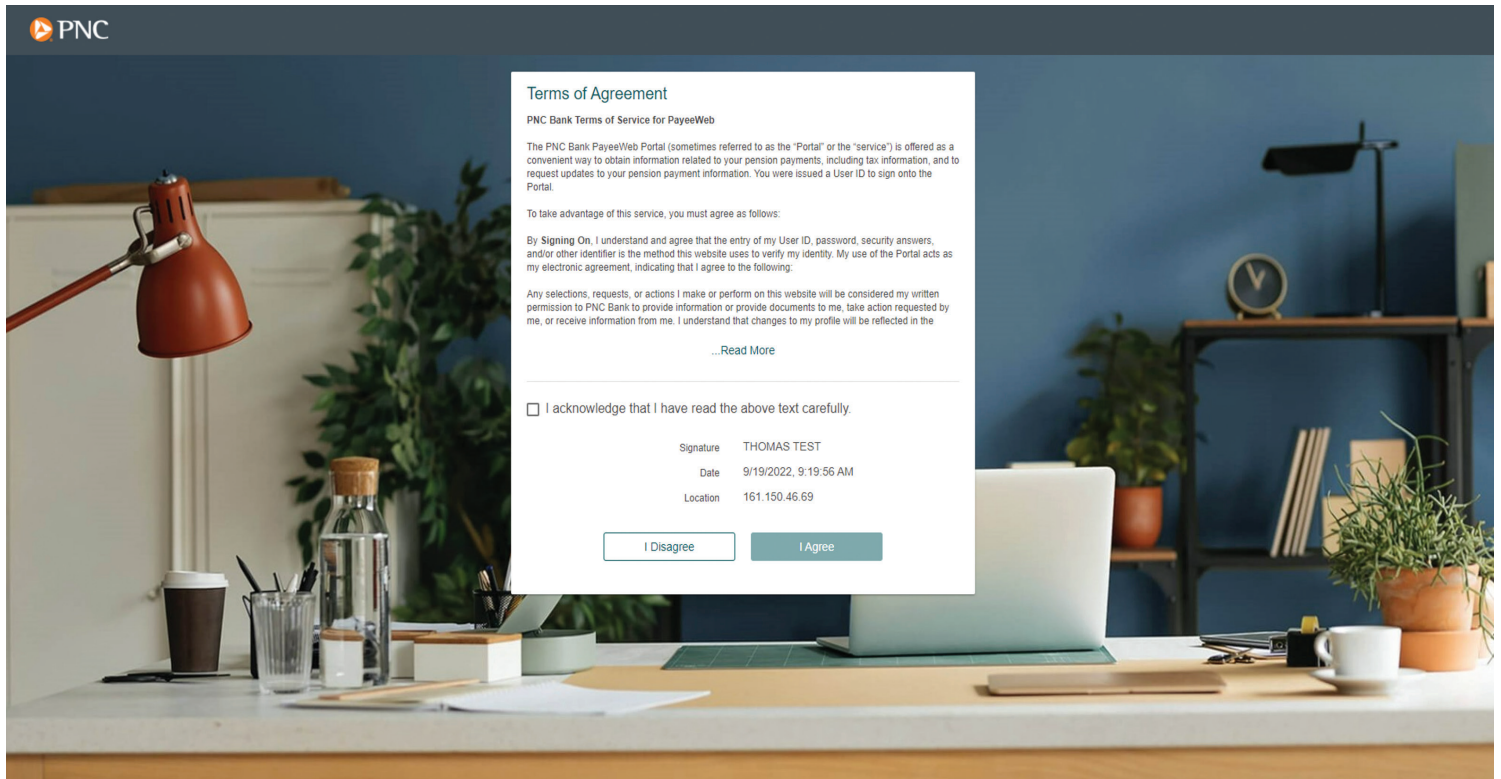 PNC
Terms of Agreement
PNC Bank Terms of Service for PayeeWeb
The PNC Bank PayeeWeb Portal (sometimes referred to as the “Portal” or the “service”) is offered as a
convenient way to obtain information related to your pension payments, including tax information, and to
request updates to your pension payment information. You were issued a User ID to sign onto the
Portal.
To take advantage of this service, you must agree as follows:
By Signing On, I understand and agree that the entry of my User ID, password, security answers,
and/or other identifier is the method this website uses to verify my identity. My use of the Portal acts as
my electronic agreement, indicating that I agree to the following:
Any selections, requests, or actions I make or perform on this website will be considered my written
permission to PNC Bank to provide information or provide documents to me, take action requested by
me, or receive information from me. I understand that changes to my profile will be reflected in the
...Read More
I acknowledge that I have read the above text carefully.
Signature THOMAS TEST
Date 9/19/2022, 9:19:56 AM
Location 161.150.46.69
I Disagree I Agree